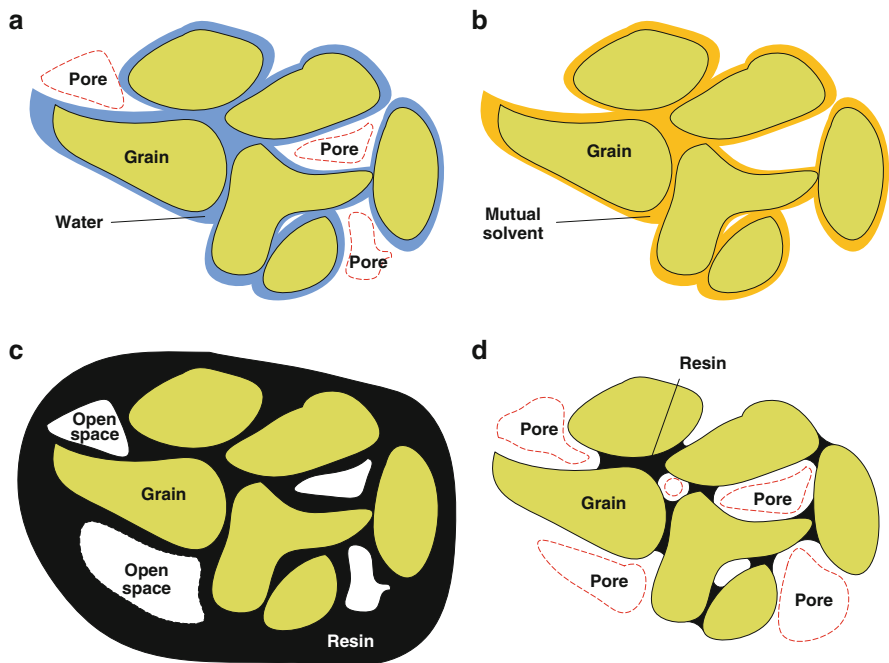 a
Pore
Grain
Pore
Water
Pore
b
Grain
Mutual
solvent
c
Open
space
Grain
Open
space
Resin
d
Resin
Pore
Grain
Pore
Pore
Pore